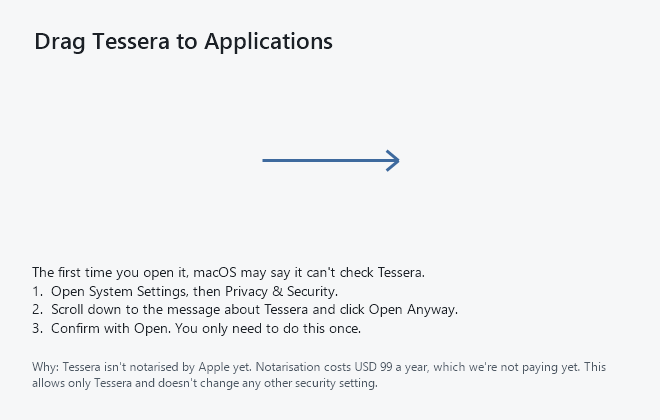 Drag Tessera to Applications
The first time you open it, macOS may say it can't check Tessera.
1. Open System Settings, then Privacy & Security.
2. Scroll down to the message about Tessera and click Open Anyway.
3. Confirm with Open. You only need to do this once.
Why: Tessera isn't notarised by Apple yet. Notarisation costs USD 99 a year, which we're not paying yet. This
allows only Tessera and doesn't change any other security setting.